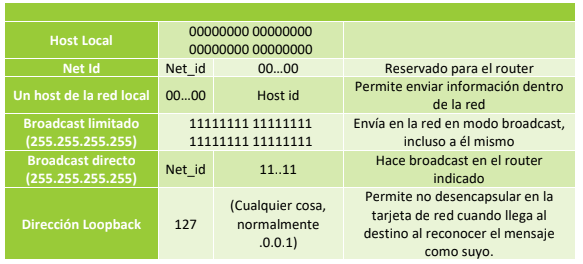 Host Local
00000000 00000000
00000000 00000000
Net Id
Net_id
00...00
Reservado para el router
Un host de la red local
00...00
Host id
Permite enviar información dentro
de la red
Broadcast limitado
(255.255.255.255)
11111111 11111111
11111111 11111111
Envía en la red en modo broadcast,
incluso a él mismo
Broadcast directo
(255.255.255.255)
Net_id
11..11
Hace broadcast en el router
indicado
Dirección Loopback
127
(Cualquier cosa,
normalmente
.0.0.1)
Permite no desencapsular en la
tarjeta de red cuando llega al
destino al reconocer el mensaje
como suyo.